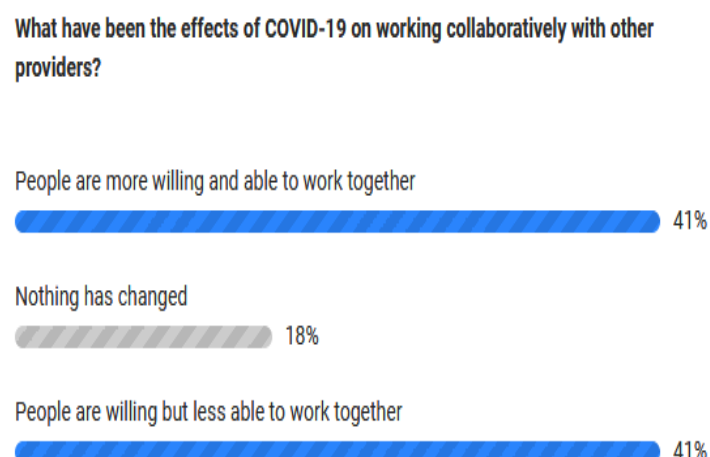 What have been the effects of COVID-19 on working collaboratively with other
providers?
People are more willing and able to work together
41%
Nothing has changed
18%
People are willing but less able to work together
41%